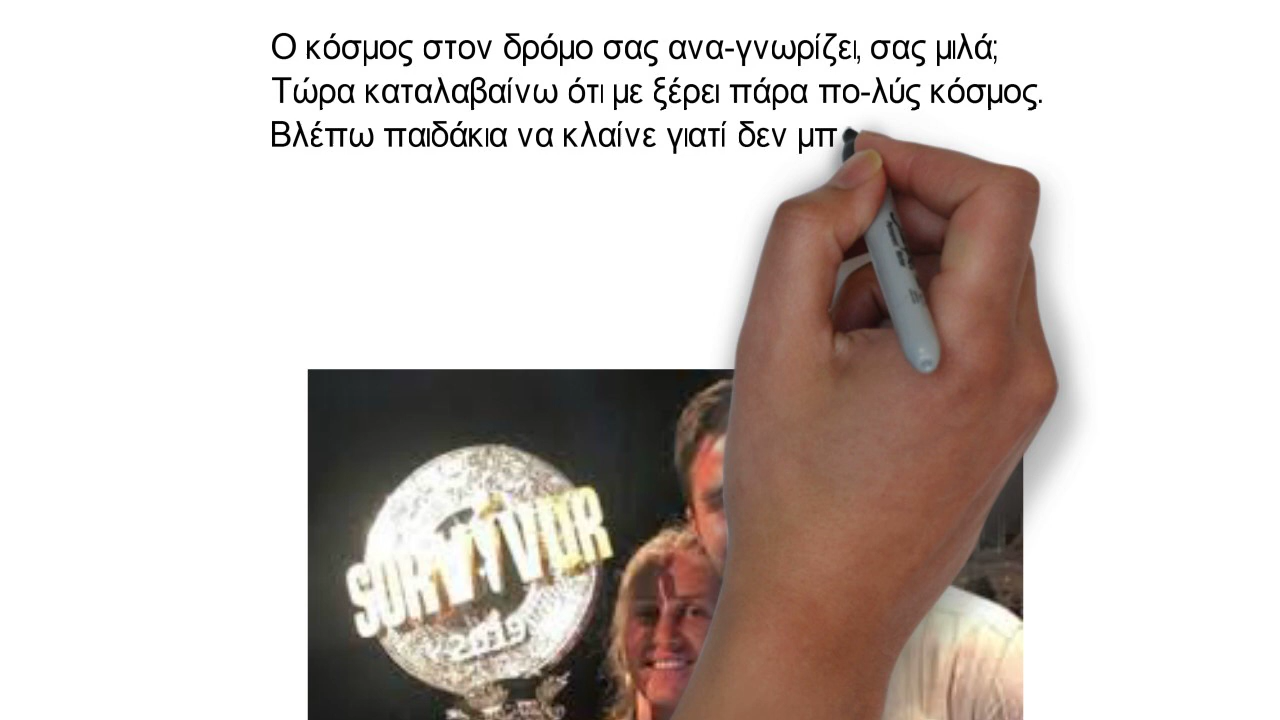 Ο κόσμος στον δρόμο σας ανα-γνωρίζει, σας μιλά;
Τώρα καταλαβαίνω ότι με ξέρει πάρα πο-λύς κόσμος.
Βλέπω παιδάκια να κλαίνε γιατί δεν μπ
SURVIVOR
2019